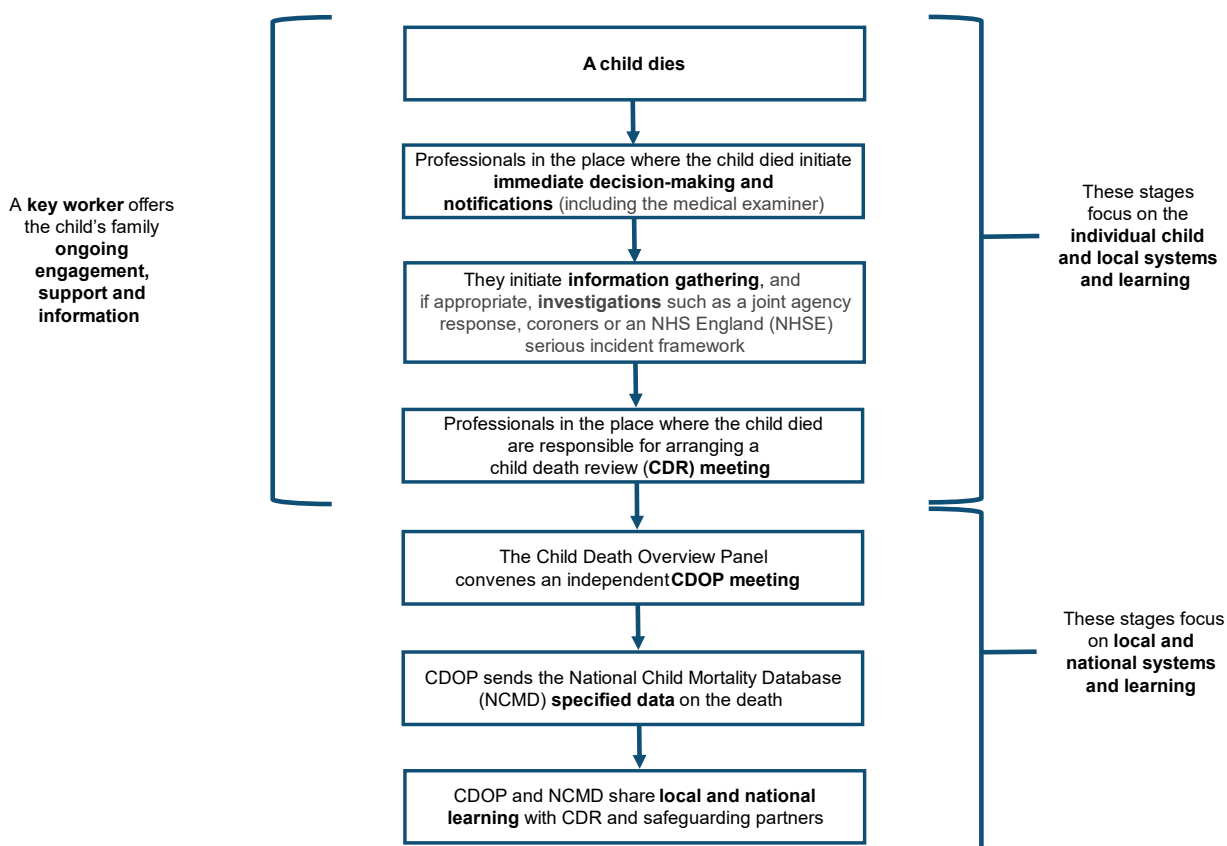 A child dies
Professionals in the place where the child died initiate
immediate decision-making and
notifications (including the medical examiner)
They initiate information gathering, and
if appropriate, investigations such as a joint agency
response, coroners or an NHS England (NHSE)
serious incident framework
Professionals in the place where the child died
are responsible for arranging a
child death review (CDR) meeting
The Child Death Overview Panel
convenes an independent CDOP meeting
CDOP sends the National Child Mortality Database
(NCMD) specified data on the death
CDOP and NCMD share local and national
learning with CDR and safeguarding partners
A key worker offers
the child's family
ongoing
engagement,
support and
information
These stages
focus on the
individual child
and local systems
and learning
These stages focus
on local and
national systems
and learning